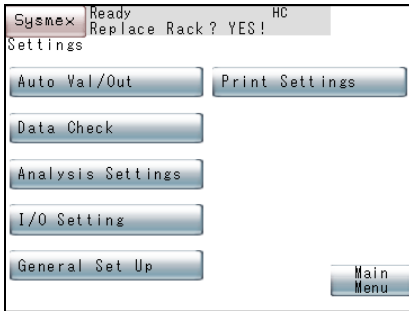 Sysmex Ready HC
Replace Rack? YES!
Settings
Auto Val/Out Print Settings
Data Check
Analysis Settings
I/O Setting
General Set Up
Main
Menu